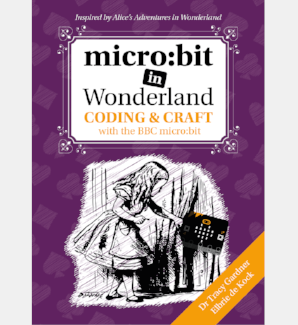 Inspired by Alice's Adventures in Wonderland
micro:bit
in
Wonderland
CODING & CRAFT
with the BBC micro:bit
Dr Tracy Gardner
Elbrie de Kock